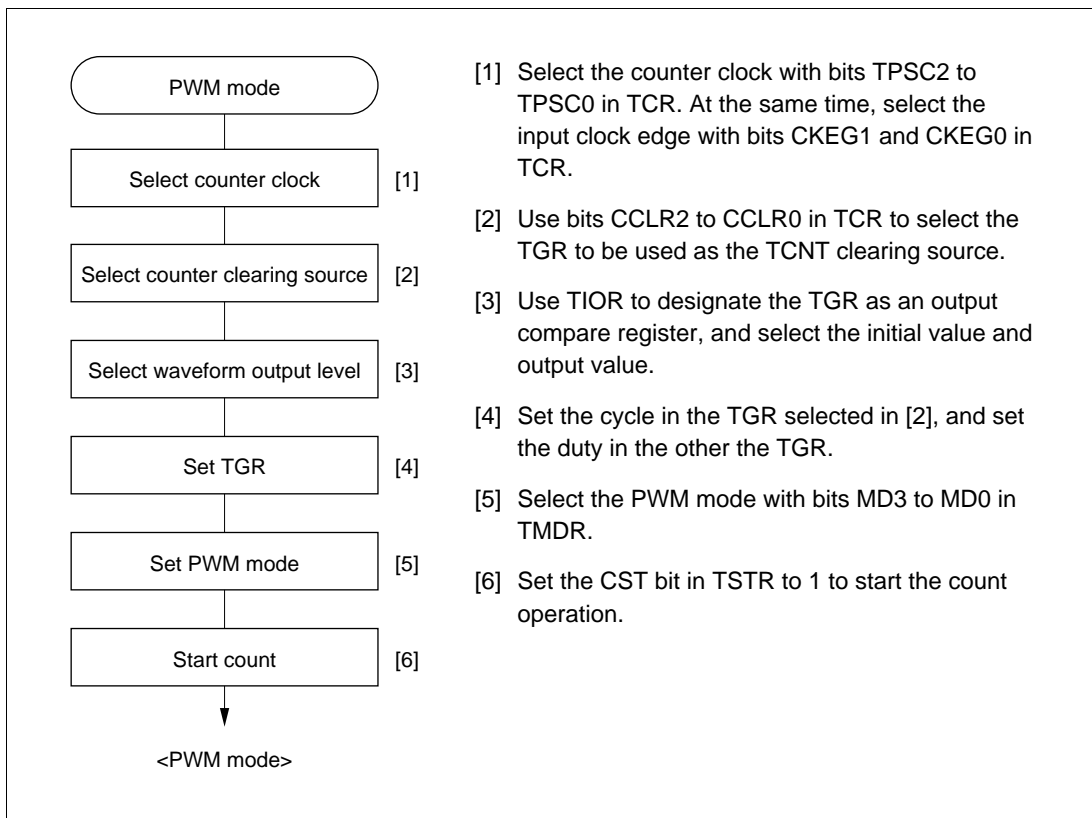 PWM mode
Select counter clock [1]
Select counter clearing source [2]
Select waveform output level [3]
Set TGR [4]
Set PWM mode [5]
Start count [6]
<PWM mode>
[1] Select the counter clock with bits TPSC2 to
TPSC0 in TCR. At the same time, select the
input clock edge with bits CKEG1 and CKEG0 in
TCR.
[2] Use bits CCLR2 to CCLR0 in TCR to select the
TGR to be used as the TCNT clearing source.
[3] Use TIOR to designate the TGR as an output
compare register, and select the initial value and
output value.
[4] Set the cycle in the TGR selected in [2], and set
the duty in the other the TGR.
[5] Select the PWM mode with bits MD3 to MD0 in
TMDR.
[6] Set the CST bit in TSTR to 1 to start the count
operation.